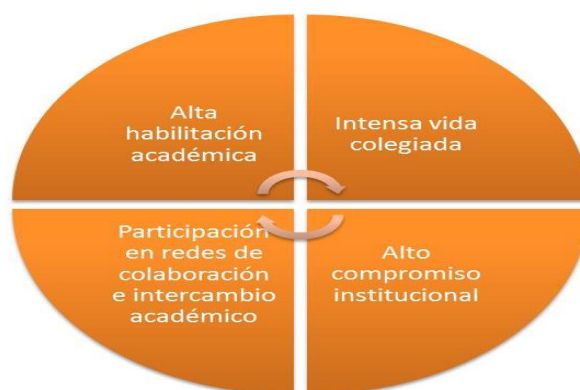 Alta
habilitación
académica
Intensa vida
colegiada
Participación
en redes de
colaboración
e intercambio
académico
Alto
compromiso
institucional